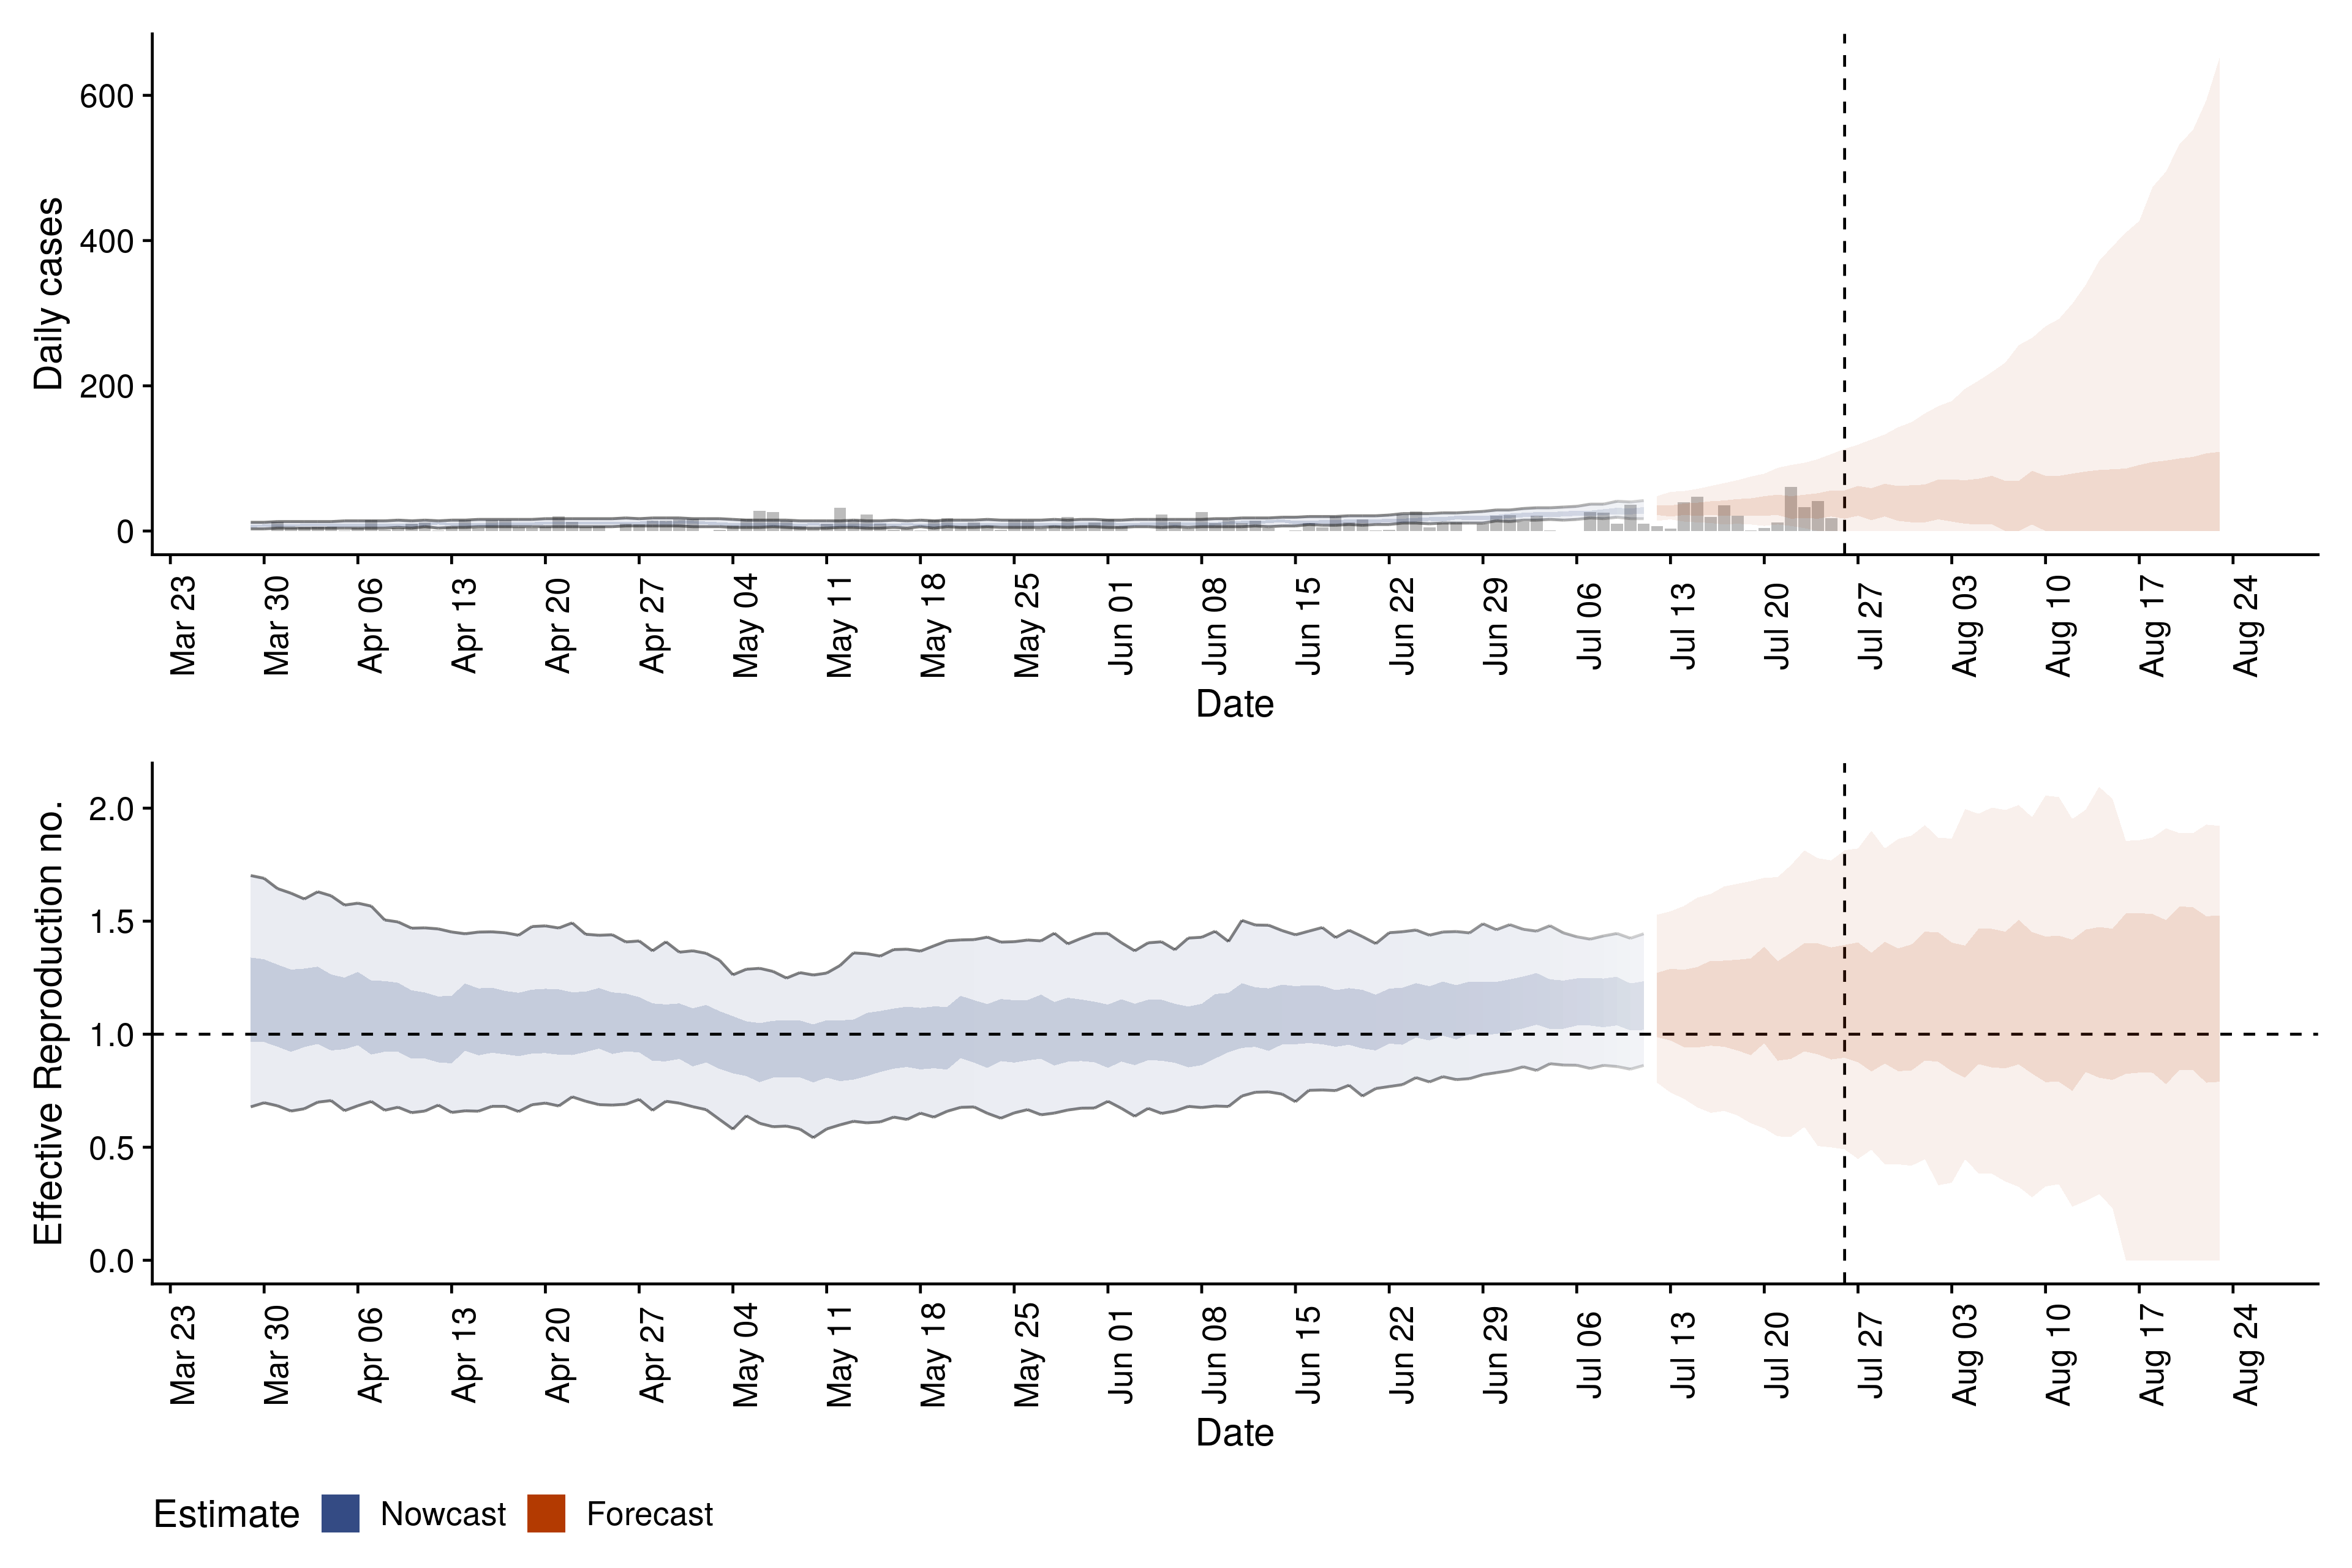 Daily cases
600
400
200
0
Mar 23 Mar 30 Apr 06 Apr 13 Apr 20 Apr 27 May 04 May 11 May 18 May 25 Jun 01 Jun 08 Jun 15 Jun 22 Jun 29 Jul 06 Jul 13 Jul 20 Jul 27 Aug 03 Aug 10 Aug 17 Aug 24
Date
Effective Reproduction no.
2.0
1.5
1.0
0.5
0.0
Mar 23 Mar 30 Apr 06 Apr 13 Apr 20 Apr 27 May 04 May 11 May 18 May 25 Jun 01 Jun 08 Jun 15 Jun 22 Jun 29 Jul 06 Jul 13 Jul 20 Jul 27 Aug 03 Aug 10 Aug 17 Aug 24
Date
Estimate Nowcast Forecast